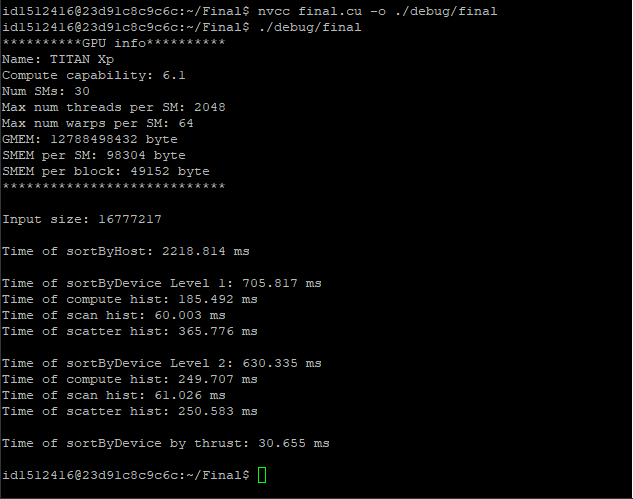 id1512416@23d91c8c9c6c:~/Final$ nvcc final.cu -o ./debug/final
id1512416@23d91c8c9c6c:~/Final$ ./debug/final
**********GPU info**********
Name: TITAN Xp
Compute capability: 6.1
Num SMs: 30
Max num threads per SM: 2048
Max num warps per SM: 64
GMEM: 12788498432 byte
SMEM per SM: 98304 byte
SMEM per block: 49152 byte
****************************
Input size: 16777217
Time of sortByHost: 2218.814 ms
Time of sortByDevice Level 1: 705.817 ms
Time of compute hist: 185.492 ms
Time of scan hist: 60.003 ms
Time of scatter hist: 365.776 ms
Time of sortByDevice Level 2: 630.335 ms
Time of compute hist: 249.707 ms
Time of scan hist: 61.026 ms
Time of scatter hist: 250.583 ms
Time of sortByDevice by thrust: 30.655 ms
id1512416@23d91c8c9c6c:~/Final$